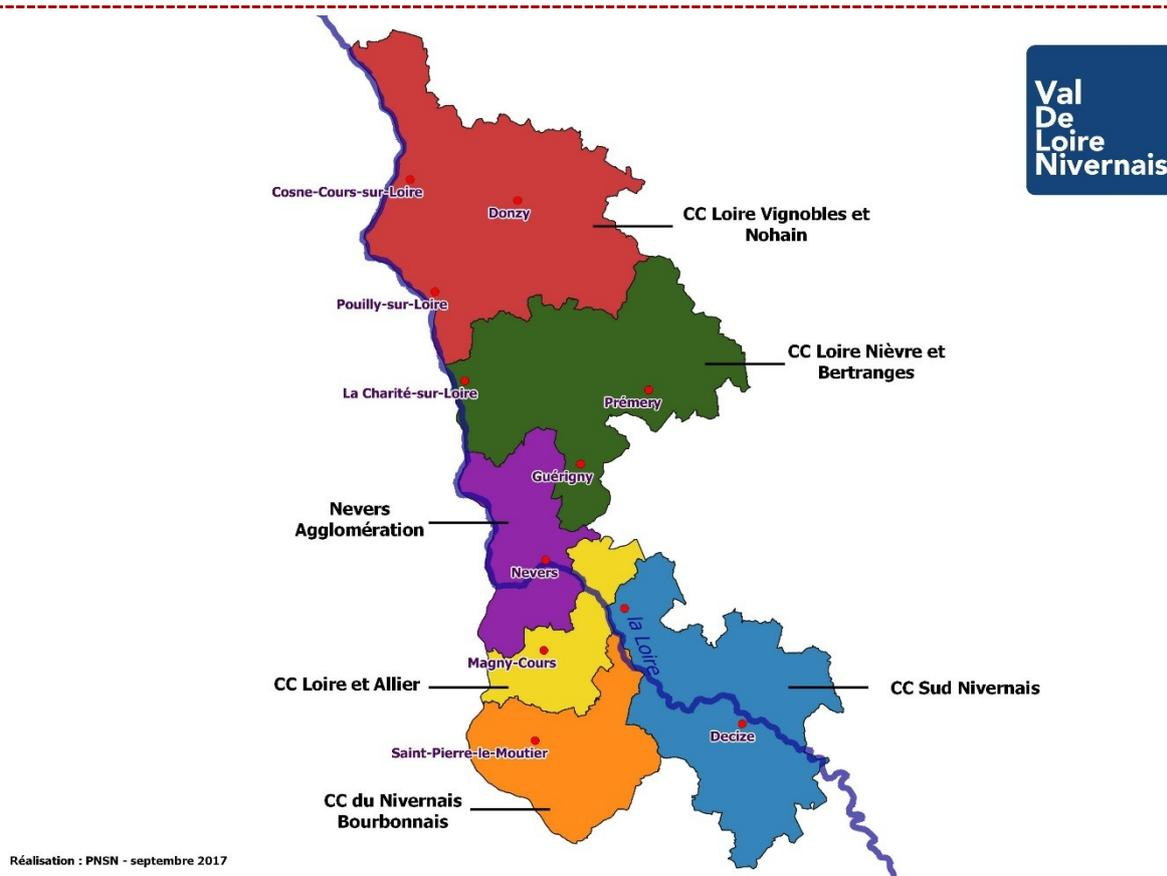 Val
De
Loire
Nivernais
Cosne-Cours-sur-Loire
Donzy
CC Loire Vignobles et
Nohain
Pouilly-sur-Loire
CC Loire Nièvre et
Bertranges
La Charité-sur-Loire
Prémery
Guérigny
Nevers
Agglomération
Nevers
la Loire
Magny-Cours
CC Loire et Allier
CC Sud Nivernais
Decize
Saint-Pierre-le-Moutier
CC du Nivernais
Bourbonnais
Réalisation : PNSN - septembre 2017